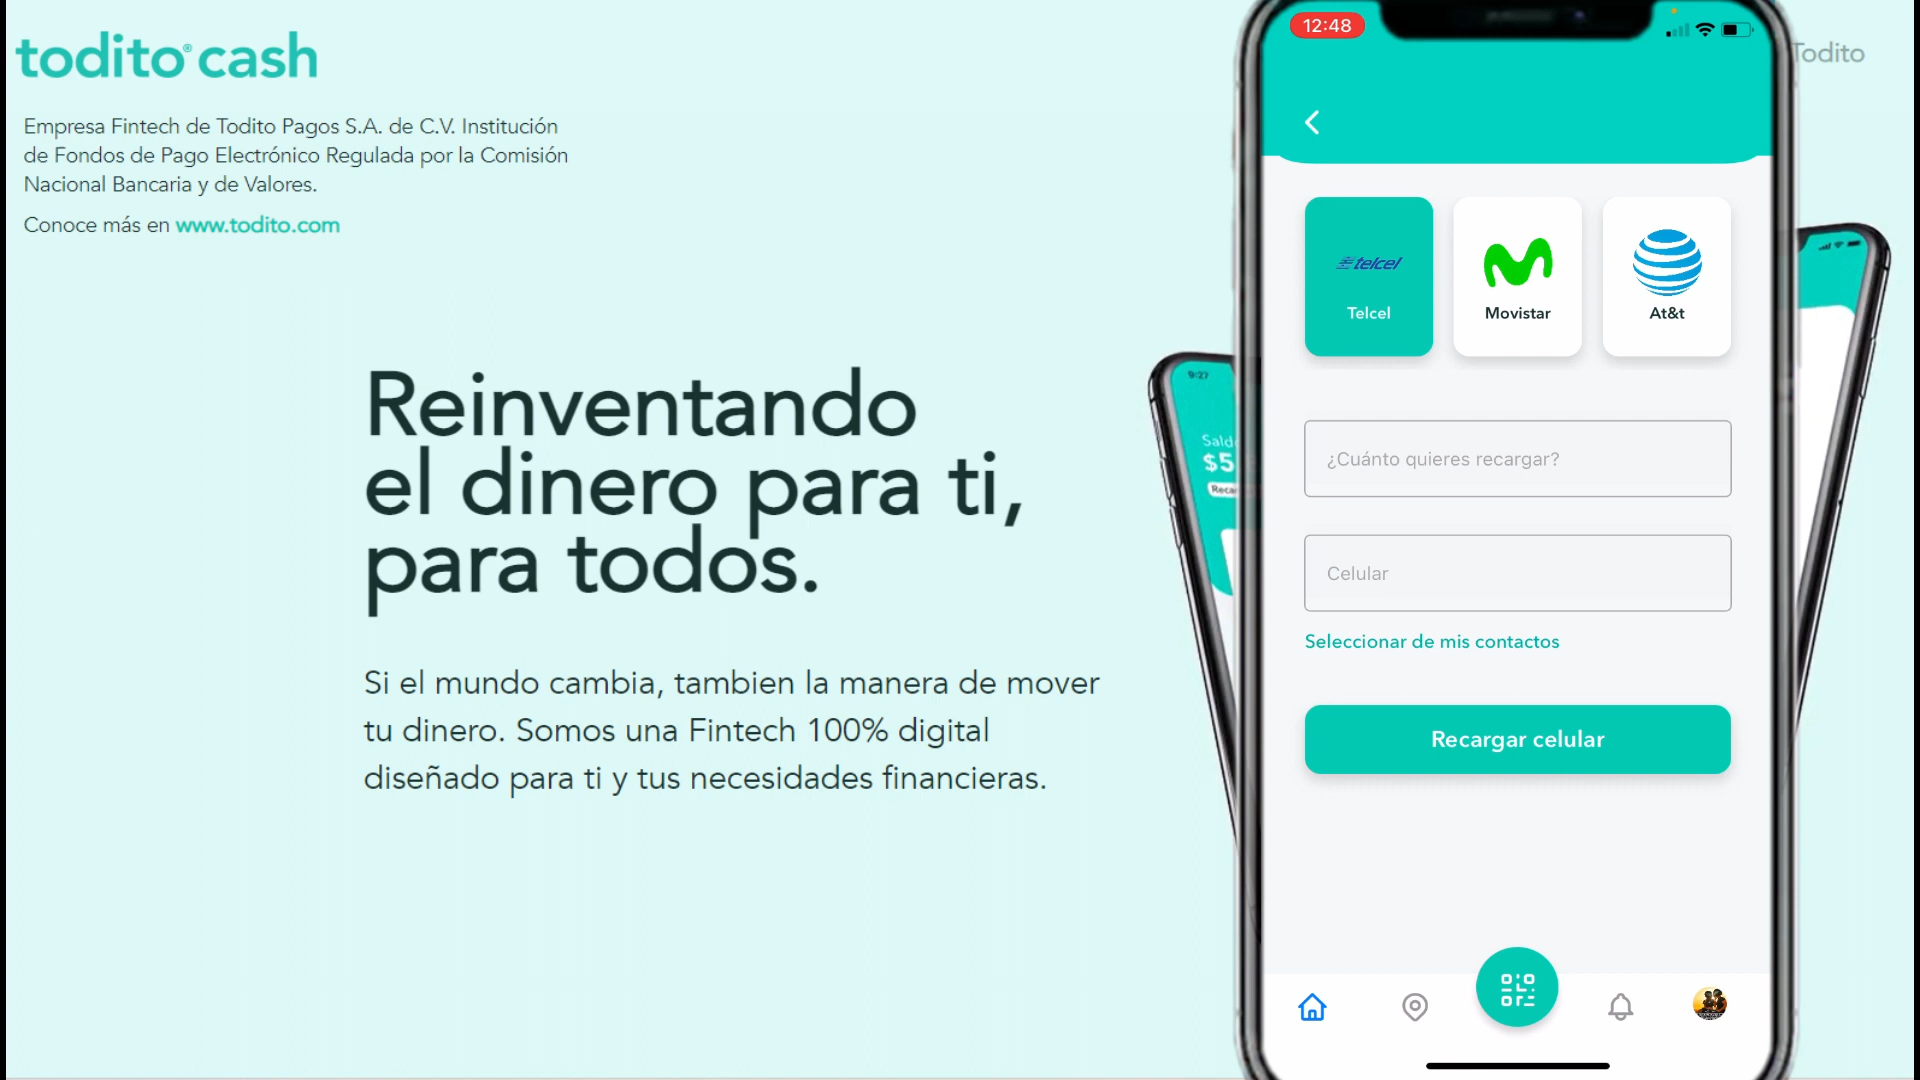 todito® cash
Empresa Fintech de Todito Pagos S.A. de C.V. Institución
de Fondos de Pago Electrónico Regulada por la Comisión
Nacional Bancaria y de Valores.
Conoce más en www.todito.com
Reinventando
el dinero para ti,
para todos.
Si el mundo cambia, tambien la manera de mover
tu dinero. Somos una Fintech 100% digital
diseñado para ti y tus necesidades financieras.
9:27
$5
12:48
Todito
telcel
Telcel
Movistar
At&t
¿Cuánto quieres recargar?
Celular
Seleccionar de mis contactos
Recargar celular